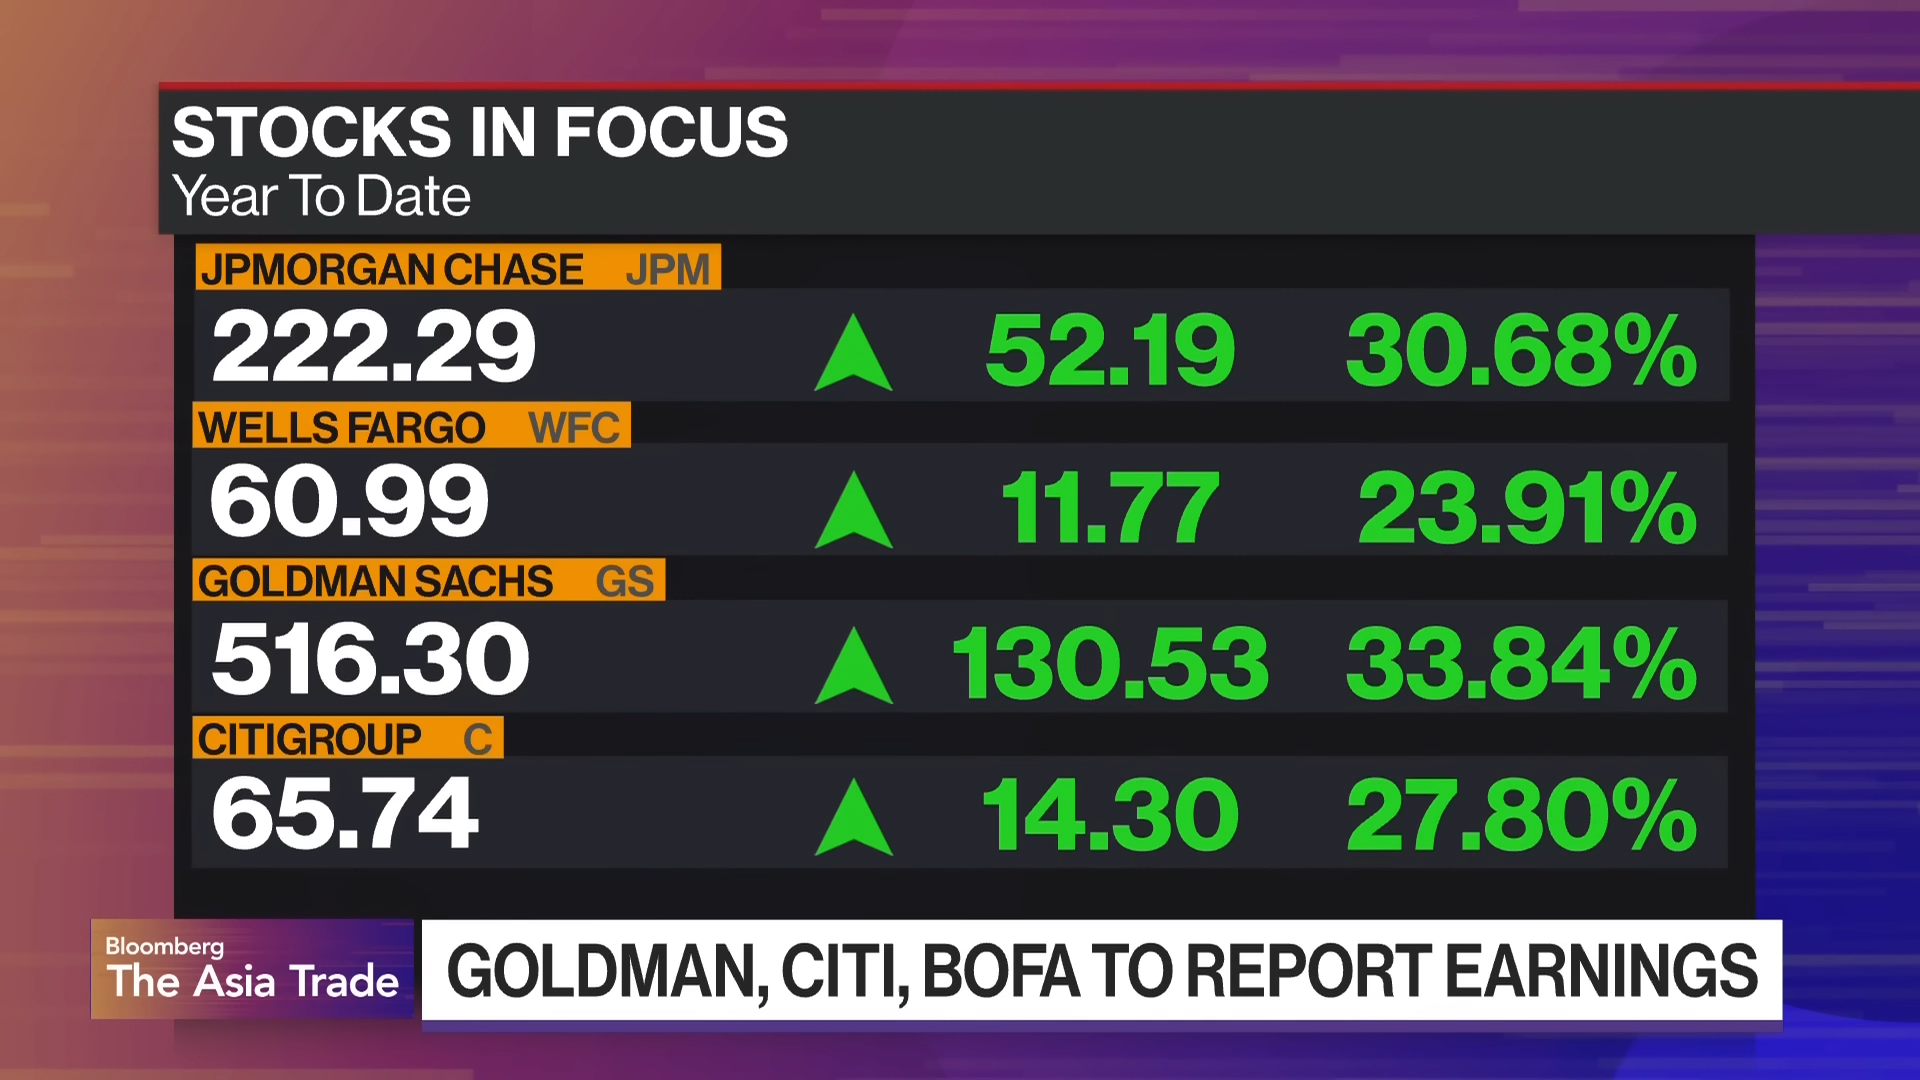 STOCKS IN FOCUS
Year To Date
JPMORGAN CHASE JPM
222.29 52.19 30.68%
WELLS FARGO WFC
60.99 11.77 23.91%
GOLDMAN SACHS GS
516.30 130.53 33.84%
CITIGROUP C
65.74 14.30 27.80%
Bloomberg
The Asia Trade
GOLDMAN, CITI, BOFA TO REPORT EARNINGS